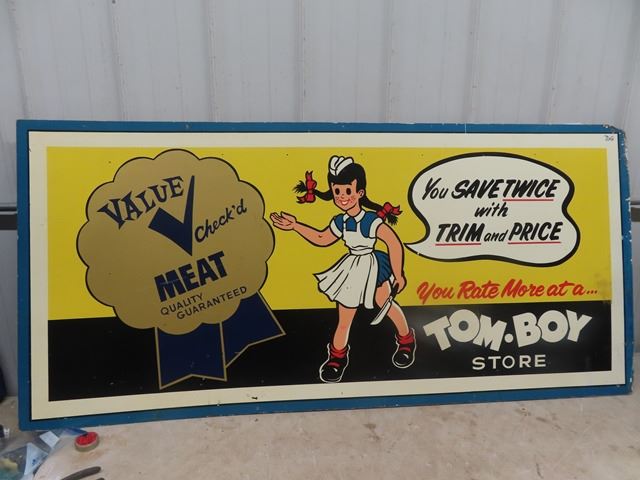 VALUE
Check'd
MEAT
QUALITY
GUARANTEED
You SAVE TWICE
with
TRIM and PRICE
You Rate More at a...
TOM•BOY
STORE